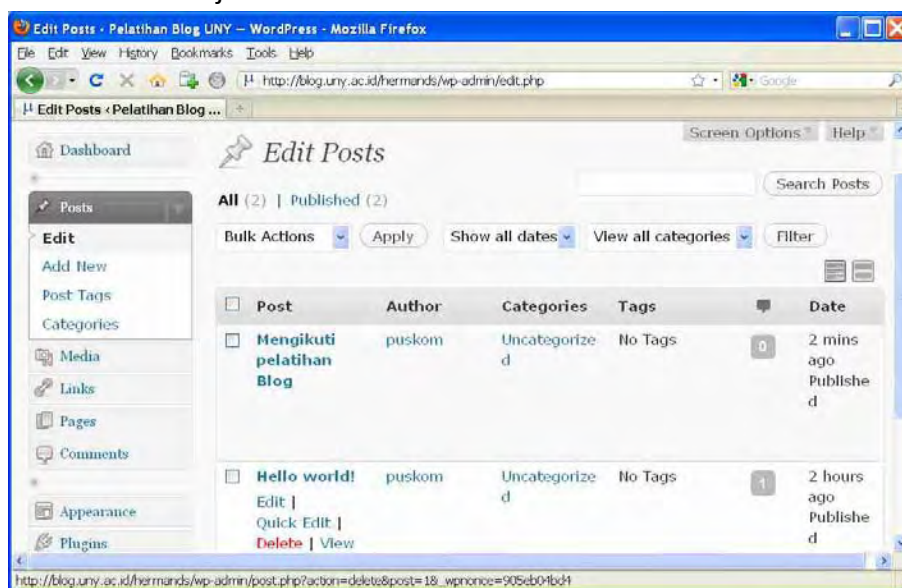 Edit Posts ‹ Pelatihan Blog UNY — WordPress - Mozilla Firefox
File Edit View History Bookmarks Tools Help
http://blog.uny.ac.id/hermands/wp-admin/edit.php
Google
Edit Posts ‹ Pelatihan Blog ...
Screen Options Help
Dashboard
Edit Posts
Search Posts
Posts
All (2) | Published (2)
Edit
Bulk Actions Apply Show all dates View all categories Filter
Add New
Post Tags
Categories
Post Author Categories Tags Date
Mengikuti pelatihan Blog puskom Uncategorized No Tags 0 2 mins ago Published
Media
Links
Pages
Comments
Hello world! puskom Uncategorized No Tags 1 2 hours ago Published
Edit |
Quick Edit |
Delete | View
Appearance
Plugins
http://blog.uny.ac.id/hermands/wp-admin/post.php?action=delete&post=1&_wpnonce=905eb04bd4